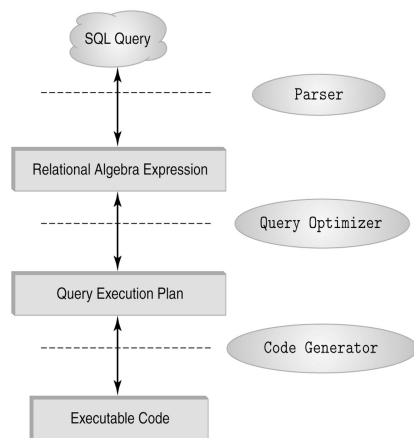 SQL Query
Parser
Relational Algebra Expression
Query Optimizer
Query Execution Plan
Code Generator
Executable Code